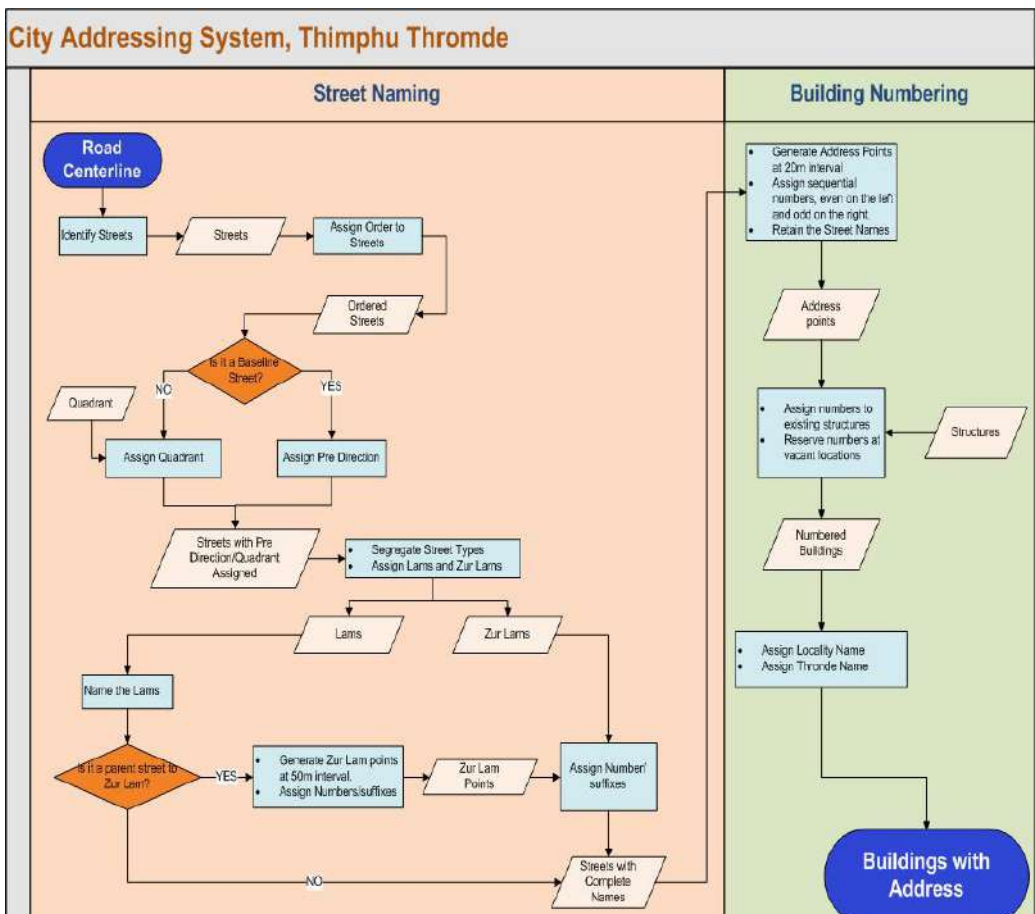 City Addressing System, Thimphu Thromde
Street Naming
Road
Centerline
Identify Streets
Streets
Assign Order to
Streets
Ordered
Streets
Is it a Baseline
Street?
NO
YES
Quadrant
Assign Quadrant
Assign Pre Direction
Streets with Pre
Direction/Quadrant
Assigned
• Segregate Street Types
• Assign Lams and Zur Lams
Lams
Zur Lams
Name the Lams
Is it a parent street to
Zur Lam?
YES
• Generate Zur Lam points
at 50m interval.
• Assign Numbers/suffixes
Zur Lam
Points
Assign Number/
suffixes
NO
Streets with
Complete
Names
Building Numbering
• Generate Address Points
at 20m interval
• Assign sequential
numbers, even on the left
and odd on the right.
• Retain the Street Names
Address
points
• Assign numbers to
existing structures
• Reserve numbers at
vacant locations
Structures
Numbered
Buildings
• Assign Locality Name
• Assign Thronde Name
Buildings with
Address